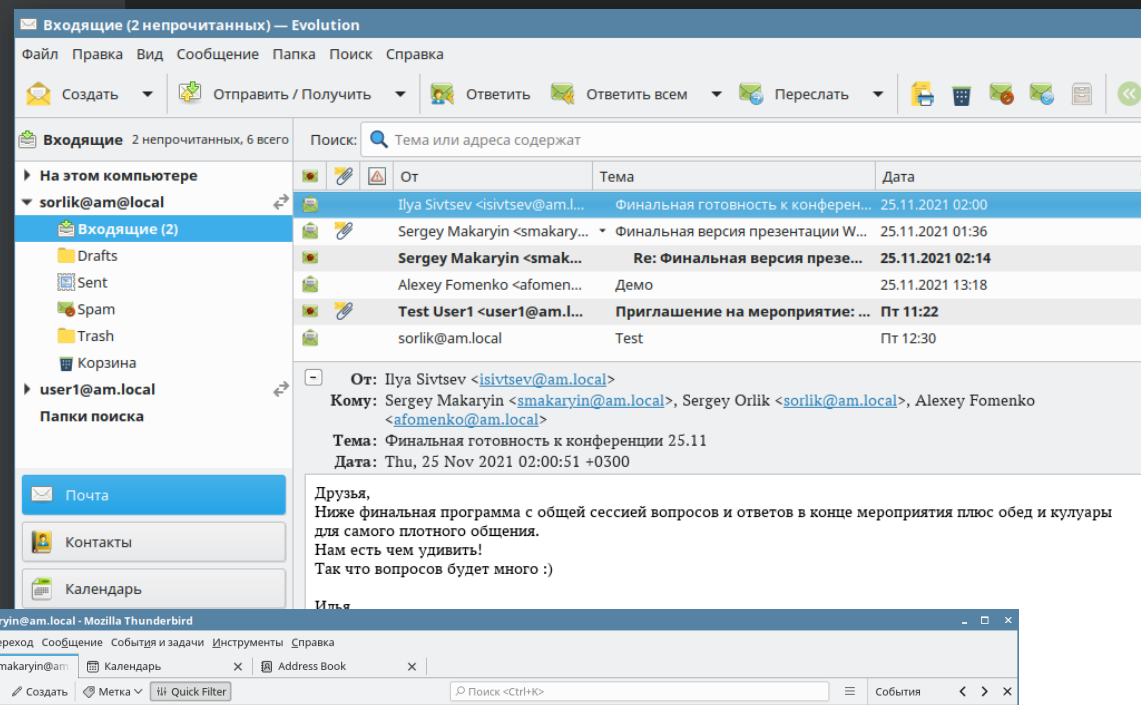 Входящие (2 непрочитанных) — Evolution
Файл Правка Вид Сообщение Папка Поиск Справка
Создать Отправить / Получить Ответить Ответить всем Переслать
Входящие 2 непрочитанных, 6 всего Поиск: Тема или адреса содержат
На этом компьютере
sorlik@am@local
Входящие (2)
Drafts
Sent
Spam
Trash
Корзина
user1@am.local
Папки поиска
Почта
Контакты
Календарь
От Тема Дата
Ilya Sivtsev <isivtsev@am.l... Финальная готовность к конферен... 25.11.2021 02:00
Sergey Makaryin <smakary... Финальная версия презентации W... 25.11.2021 01:36
Sergey Makaryin <smak... Re: Финальная версия презе... 25.11.2021 02:14
Alexey Fomenko <afomen... Демо 25.11.2021 13:18
Test User1 <user1@am.l... Приглашение на мероприятие: ... Пт 11:22
sorlik@am.local Test Пт 12:30
От: Ilya Sivtsev <isivtsev@am.local>
Кому: Sergey Makaryin <smakaryin@am.local>, Sergey Orlik <sorlik@am.local>, Alexey Fomenko
<afomenko@am.local>
Тема: Финальная готовность к конференции 25.11
Дата: Thu, 25 Nov 2021 02:00:51 +0300
Друзья,
Ниже финальная программа с общей сессией вопросов и ответов в конце мероприятия плюс обед и кулуары
для самого плотного общения.
Нам есть чем удивить!
Так что вопросов будет много :)
Илья
ryin@am.local - Mozilla Thunderbird
ереход Сообщение События и задачи Инструменты Справка
makaryin@am Календарь Address Book
Создать Метка Quick Filter Поиск <Ctrl+K> События